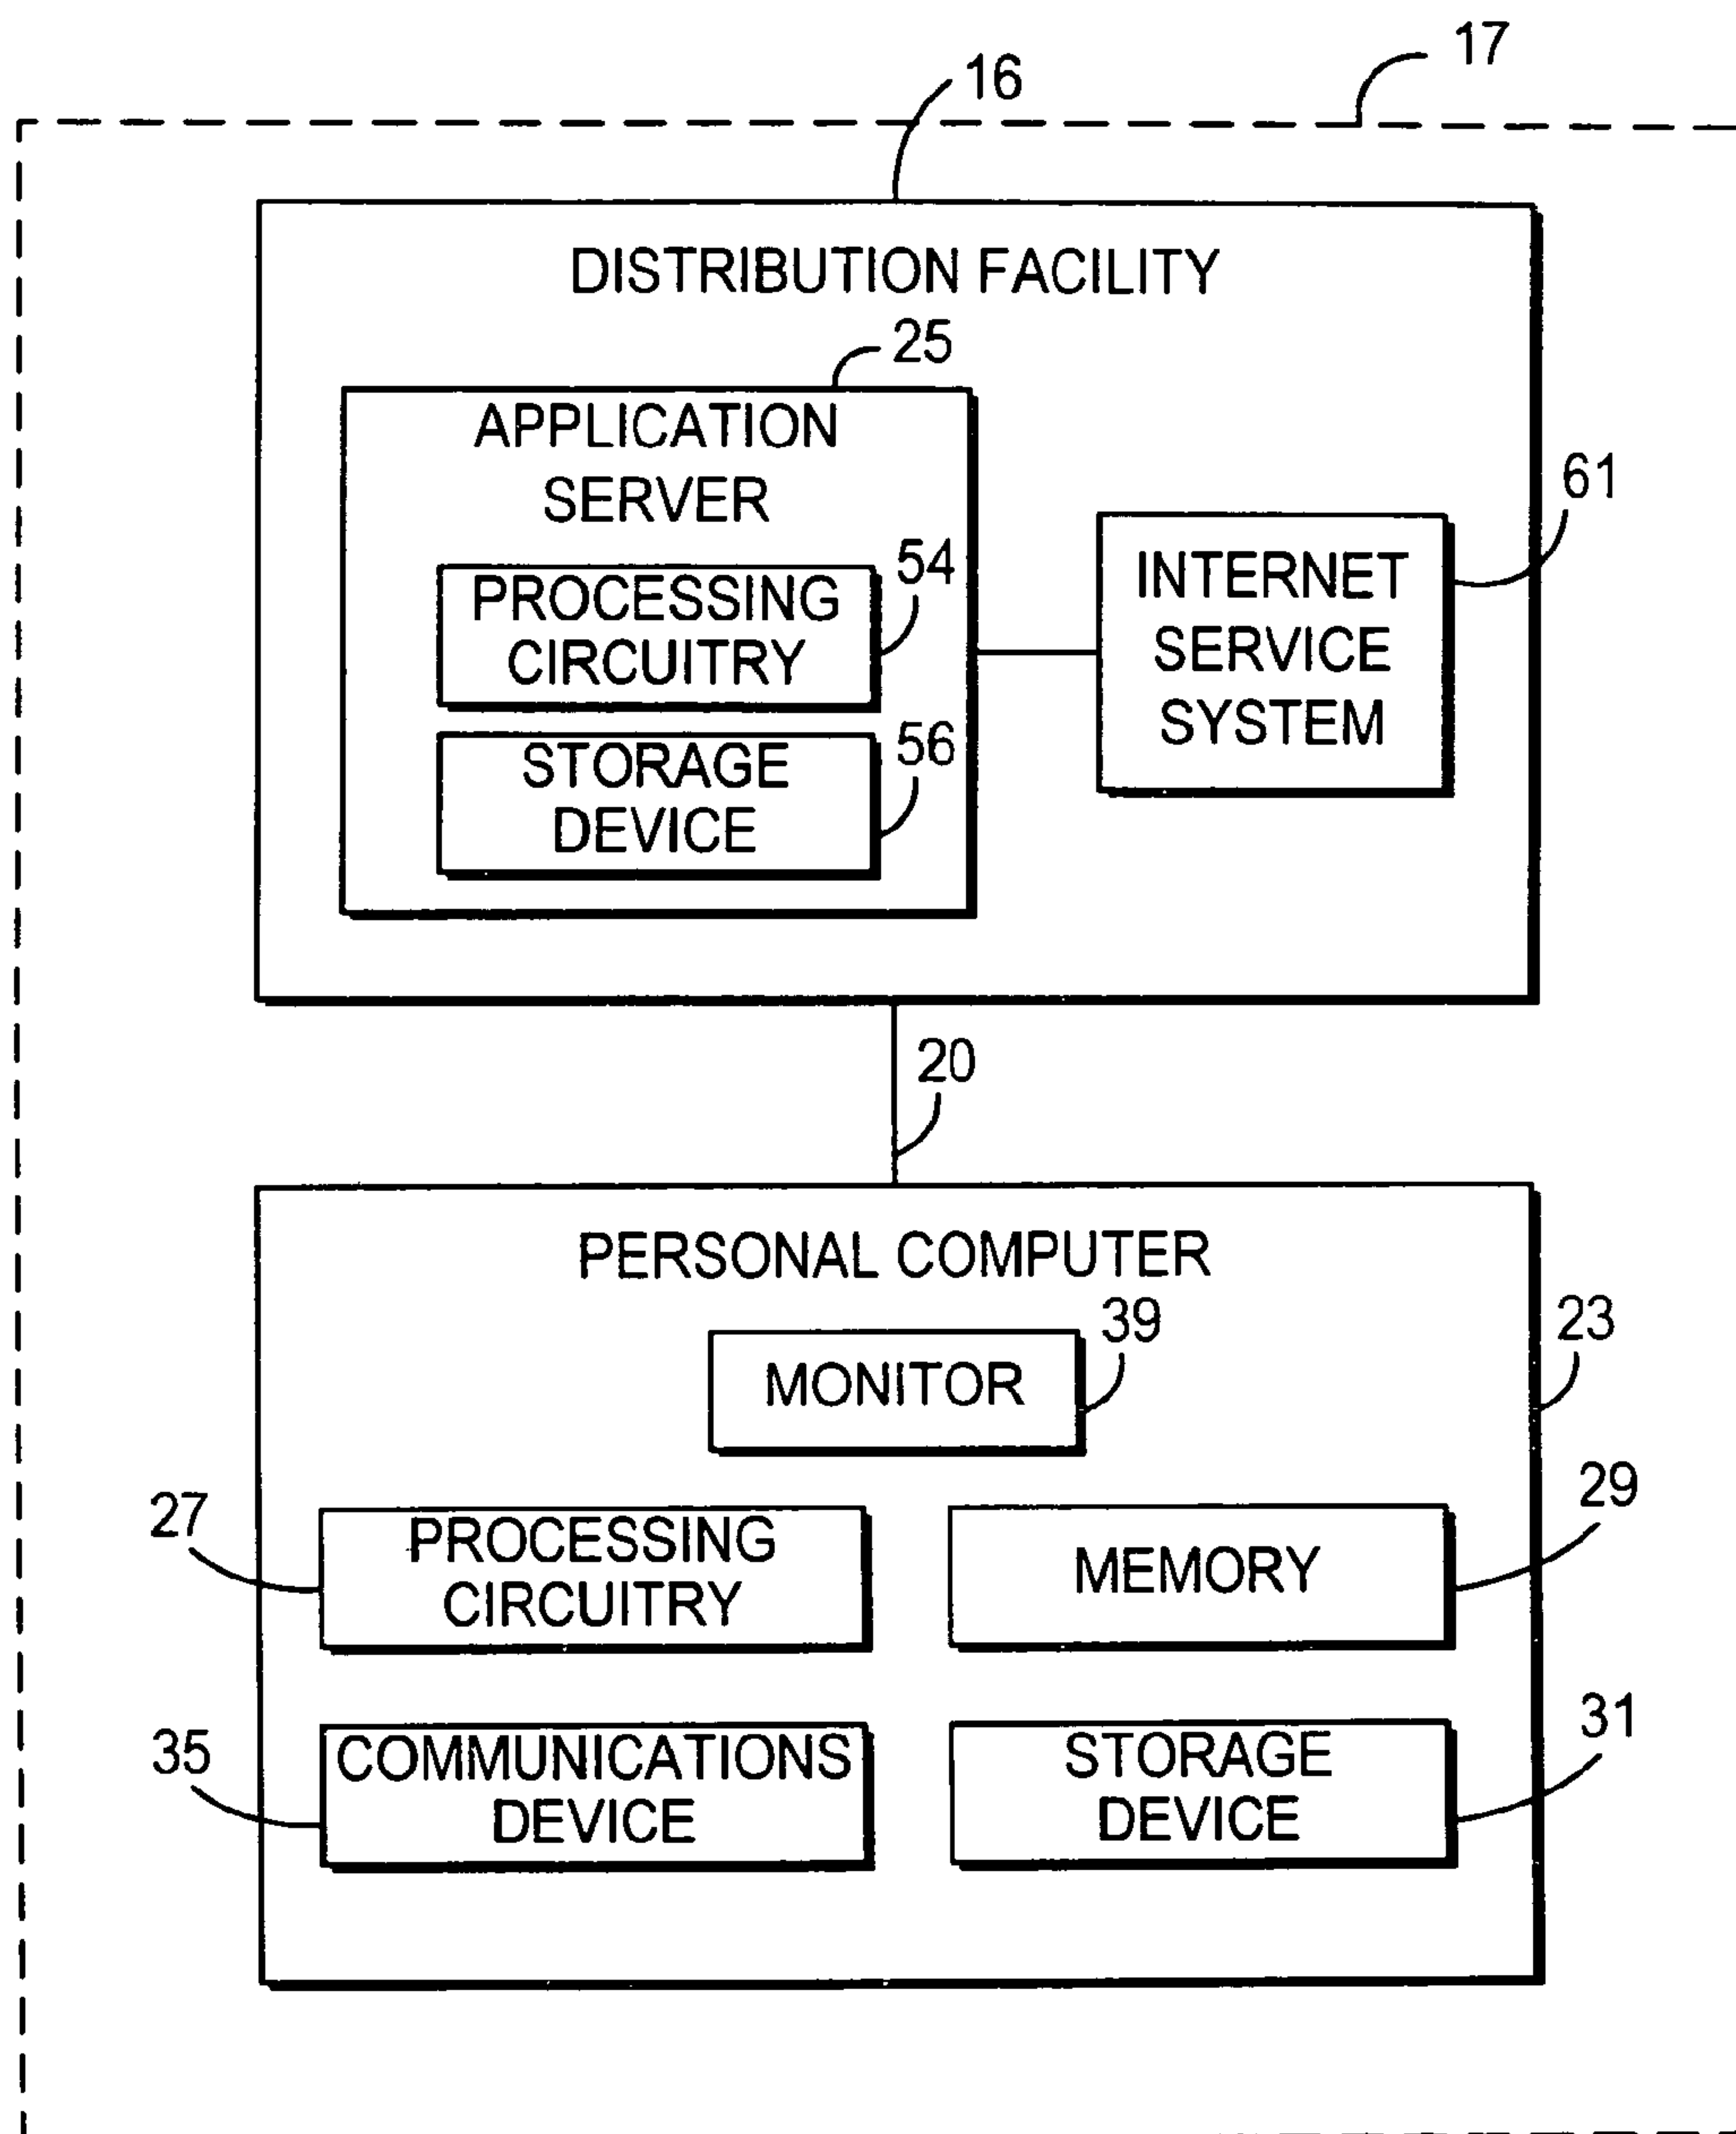 17
16
DISTRIBUTION FACILITY
25
APPLICATION
SERVER
61
54
PROCESSING
CIRCUITRY
INTERNET
SERVICE
SYSTEM
56
STORAGE
DEVICE
20
PERSONAL COMPUTER
39
MONITOR
23
27
PROCESSING
CIRCUITRY
29
MEMORY
35
COMMUNICATIONS
DEVICE
31
STORAGE
DEVICE